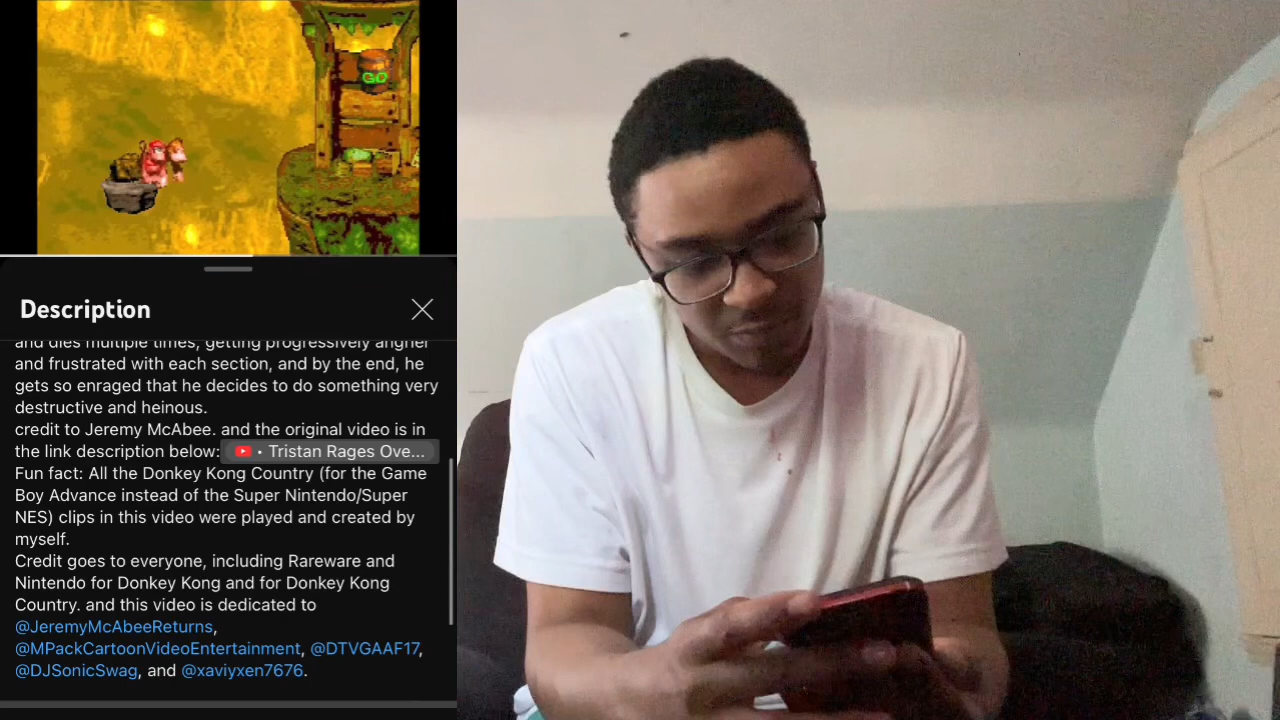 GO
Description
and dies multiple times, getting progressively angrier
and frustrated with each section, and by the end, he
gets so enraged that he decides to do something very
destructive and heinous.
credit to Jeremy McAbee. and the original video is in
the link description below: • Tristan Rages Ove...
Fun fact: All the Donkey Kong Country (for the Game
Boy Advance instead of the Super Nintendo/Super
NES) clips in this video were played and created by
myself.
Credit goes to everyone, including Rareware and
Nintendo for Donkey Kong and for Donkey Kong
Country. and this video is dedicated to
@JeremyMcAbeeReturns,
@MPackCartoonVideoEntertainment, @DTVGAAF17,
@DJSonicSwag, and @xaviyxen7676.